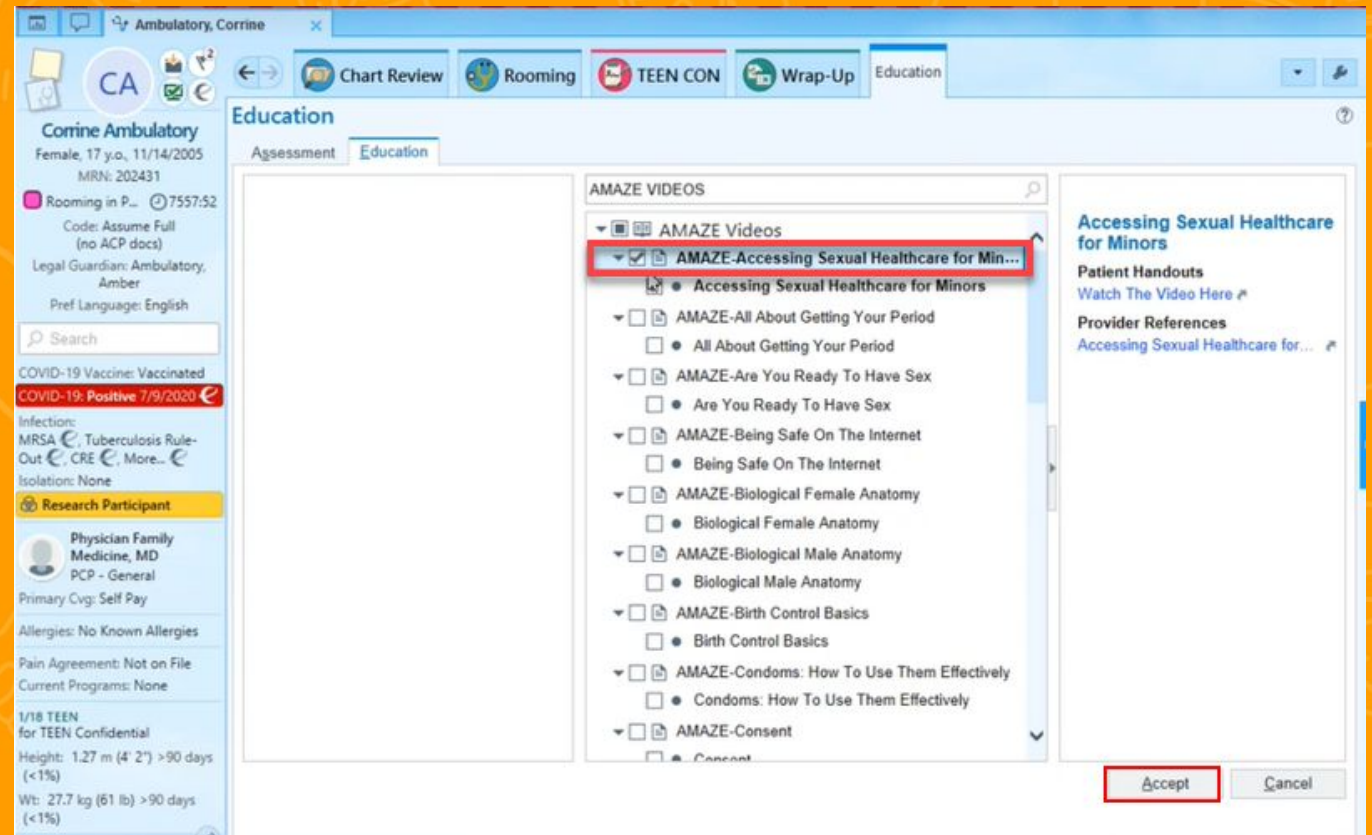 Ambulatory, Corrine
CA
Corrine Ambulatory
Female, 17 y.o., 11/14/2005
MRN: 202431
Rooming in P... 7557:52
Code: Assume Full
(no ACP docs)
Legal Guardian: Ambulatory,
Amber
Pref Language: English
Search
COVID-19 Vaccine: Vaccinated
COVID-19: Positive 7/9/2020
Infection:
MRSA, Tuberculosis Rule-
Out, CRE, More...
Isolation: None
Research Participant
Physician Family
Medicine, MD
PCP - General
Primary Cvg: Self Pay
Allergies: No Known Allergies
Pain Agreement: Not on File
Current Programs: None
1/18 TEEN
for TEEN Confidential
Height: 1.27 m (4' 2") >90 days
(<1%)
Wt: 27.7 kg (61 lb) >90 days
(<1%)
Chart Review
Rooming
TEEN CON
Wrap-Up
Education
Education
Assessment
Education
AMAZE VIDEOS
AMAZE Videos
AMAZE-Accessing Sexual Healthcare for Min...
Accessing Sexual Healthcare for Minors
AMAZE-All About Getting Your Period
All About Getting Your Period
AMAZE-Are You Ready To Have Sex
Are You Ready To Have Sex
AMAZE-Being Safe On The Internet
Being Safe On The Internet
AMAZE-Biological Female Anatomy
Biological Female Anatomy
AMAZE-Biological Male Anatomy
Biological Male Anatomy
AMAZE-Birth Control Basics
Birth Control Basics
AMAZE-Condoms: How To Use Them Effectively
Condoms: How To Use Them Effectively
AMAZE-Consent
Consent
Accessing Sexual Healthcare
for Minors
Patient Handouts
Watch The Video Here
Provider References
Accessing Sexual Healthcare for...
Accept
Cancel